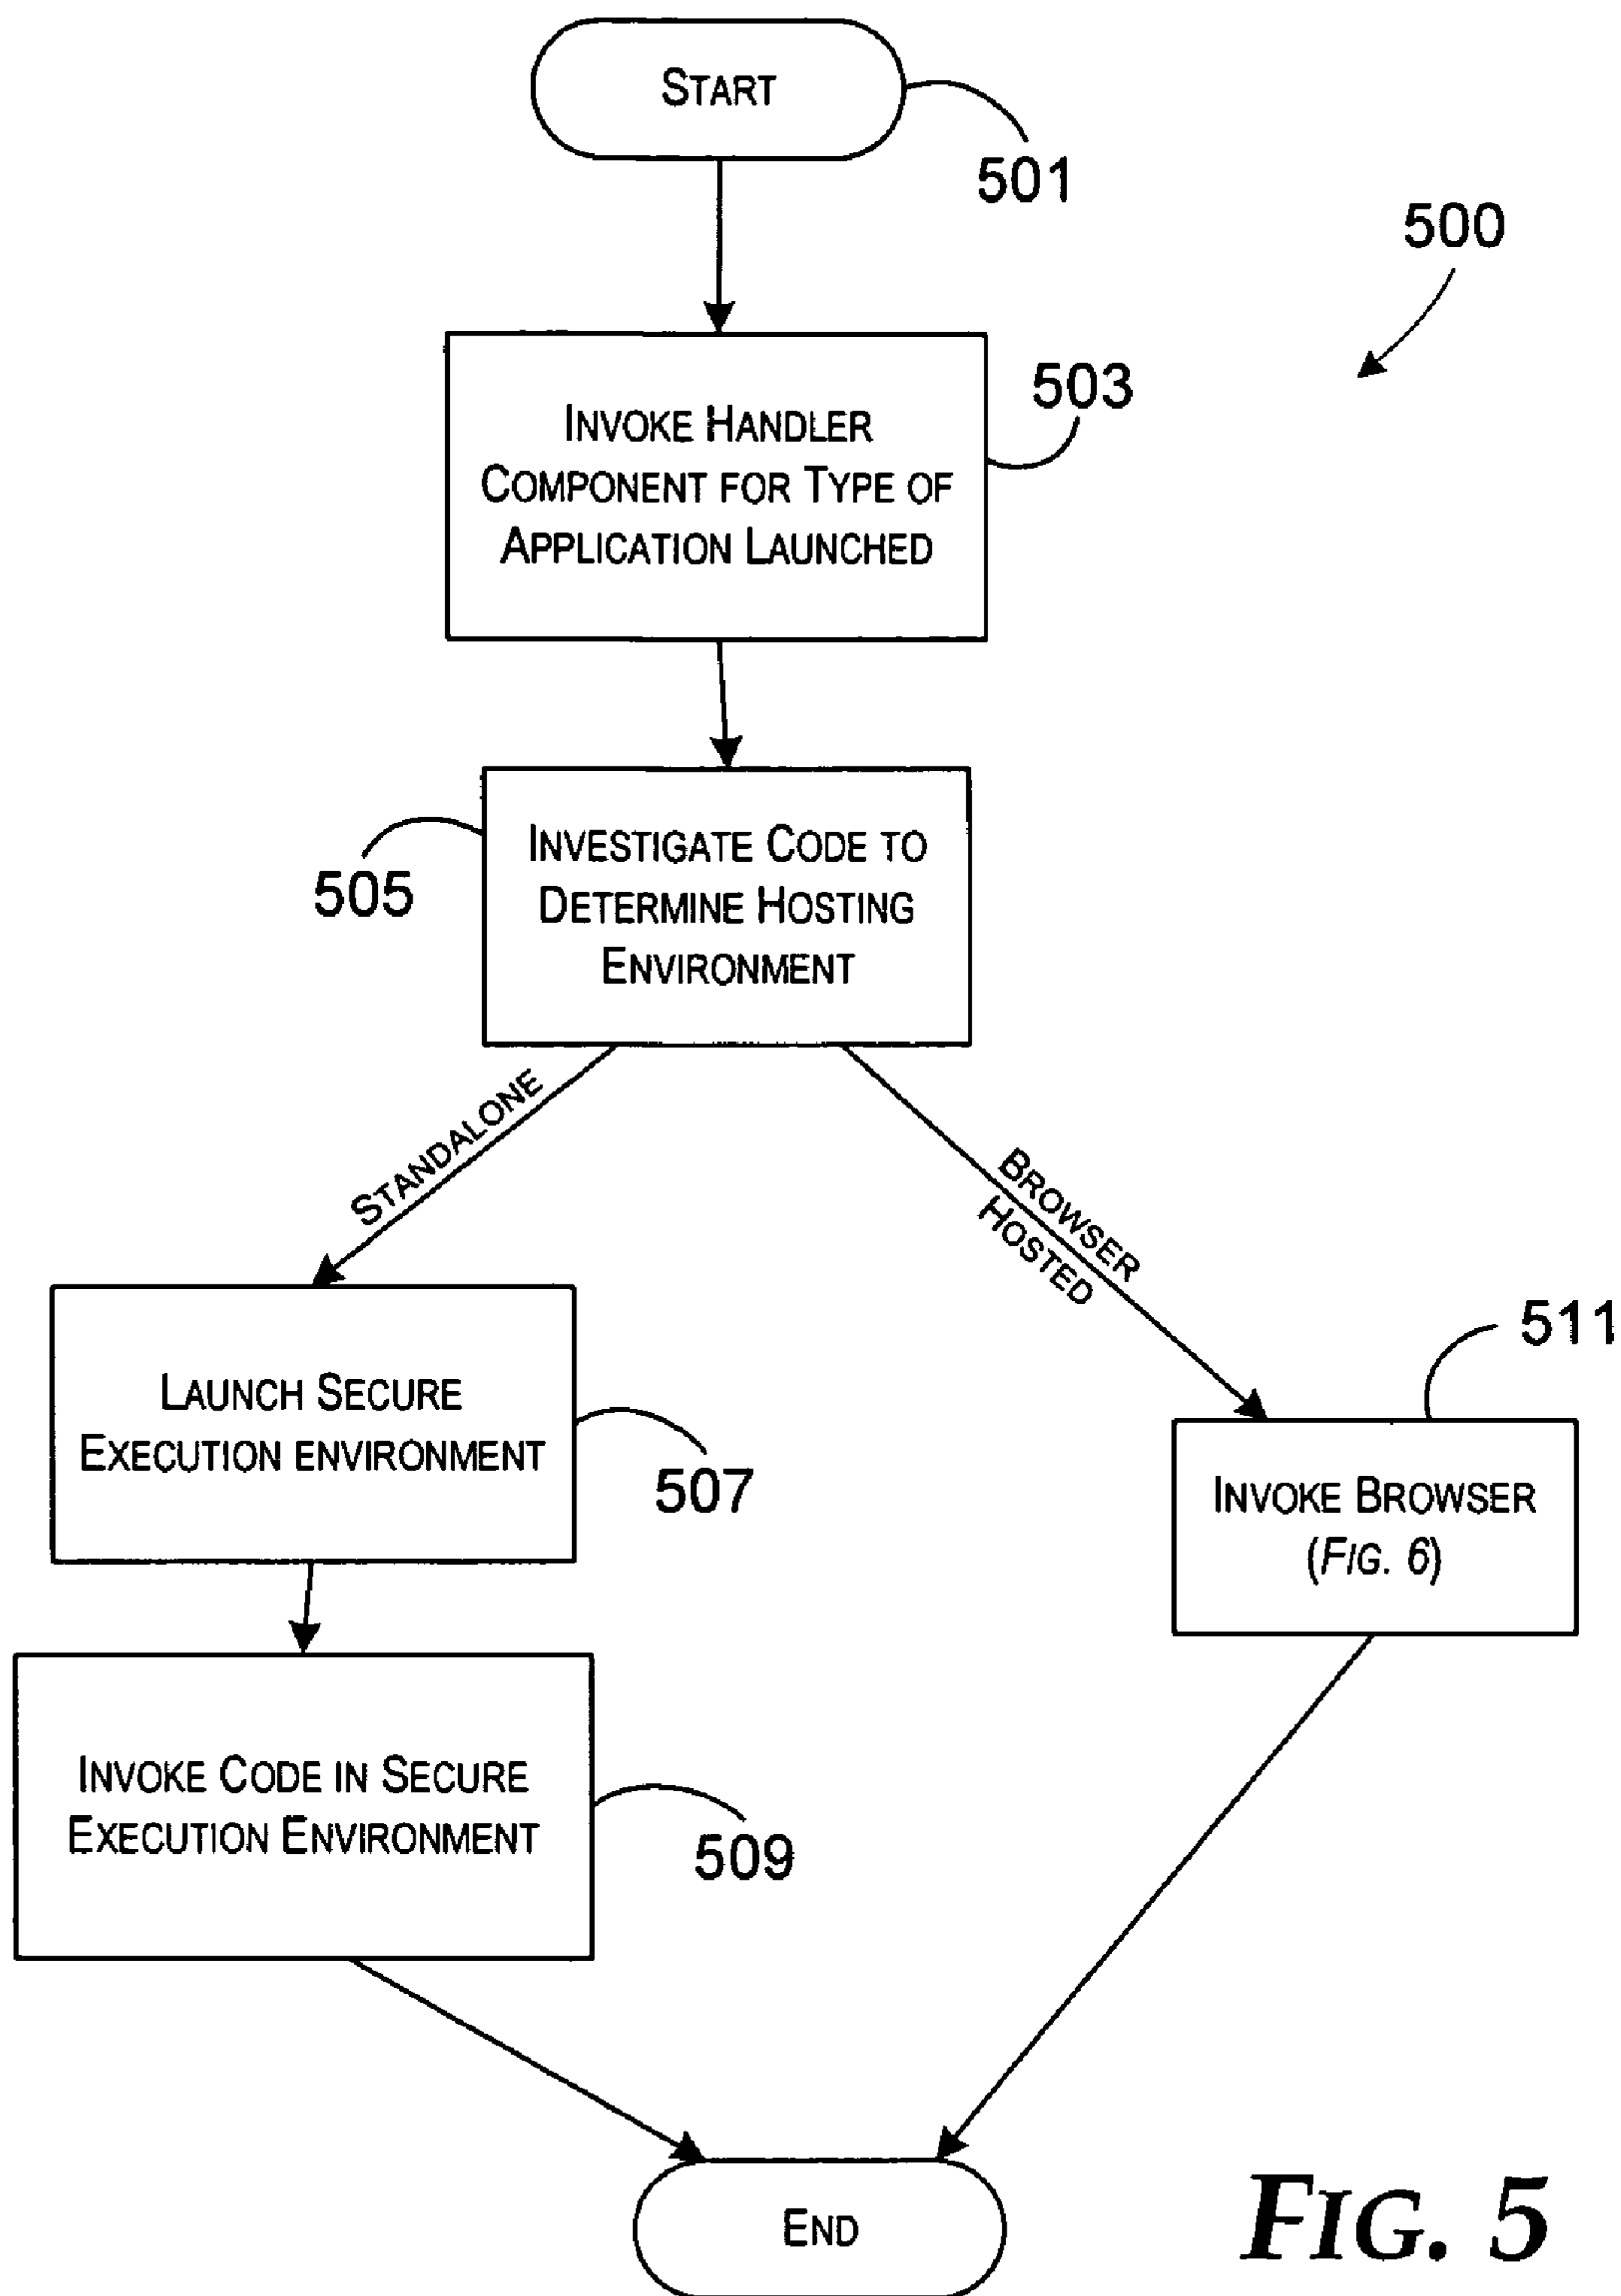 START
501
500
INVOKE HANDLER
COMPONENT FOR TYPE OF
APPLICATION LAUNCHED
503
INVESTIGATE CODE TO
DETERMINE HOSTING
ENVIRONMENT
505
STANDALONE
BROWSER
HOSTED
LAUNCH SECURE
EXECUTION ENVIRONMENT
507
511
INVOKE BROWSER
(FIG. 6)
INVOKE CODE IN SECURE
EXECUTION ENVIRONMENT
509
END
FIG. 5